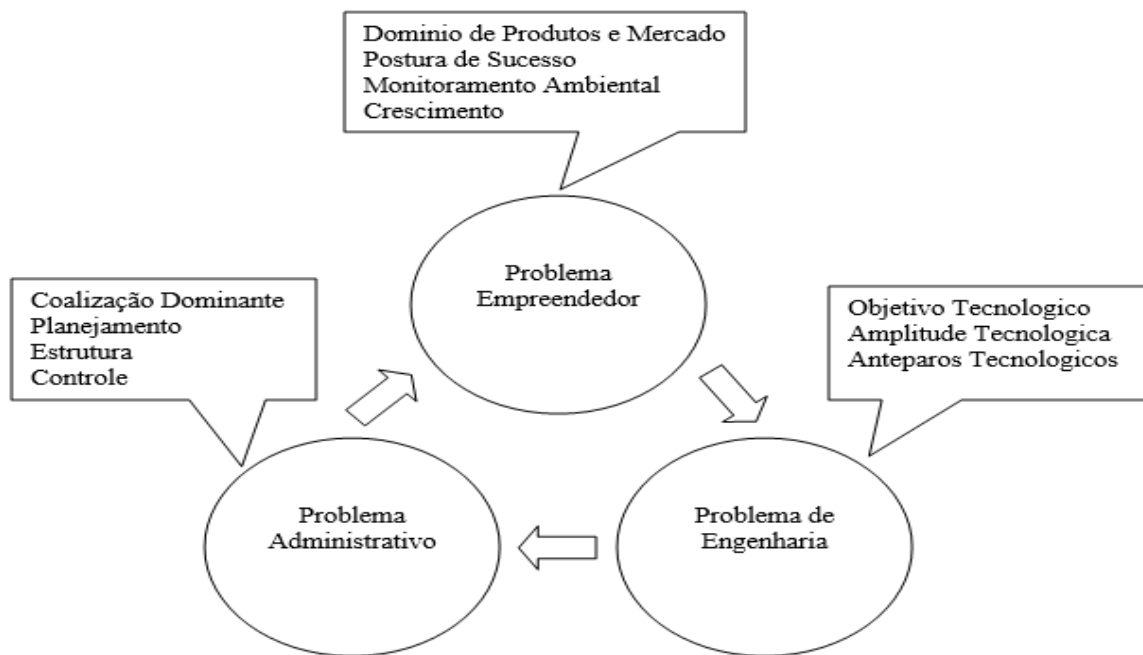 Dominio de Produtos e Mercado
Postura de Sucesso
Monitoramento Ambiental
Crescimento
Problema
Empreendedor
Coalização Dominante
Planejamento
Estrutura
Controle
Objetivo Tecnologico
Amplitude Tecnologica
Anteparos Tecnologicos
Problema
Administrativo
Problema de
Engenharia